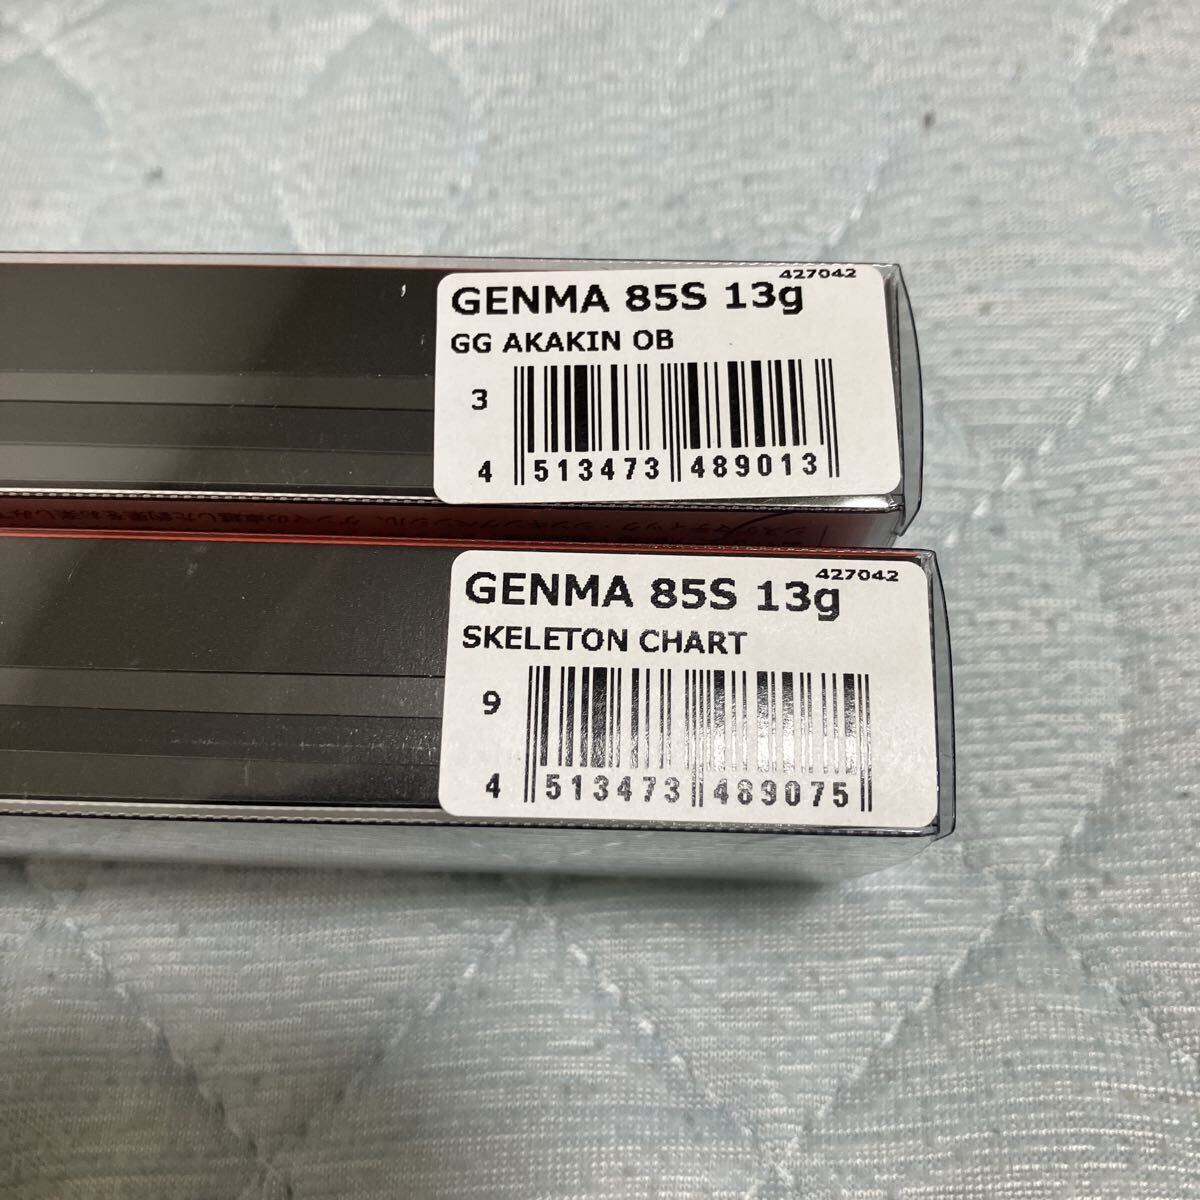 427042
GENMA 85S 13g
GG AKAKIN OB
3
4 513473 489013
427042
GENMA 85S 13g
SKELETON CHART
9
4 513473 489075